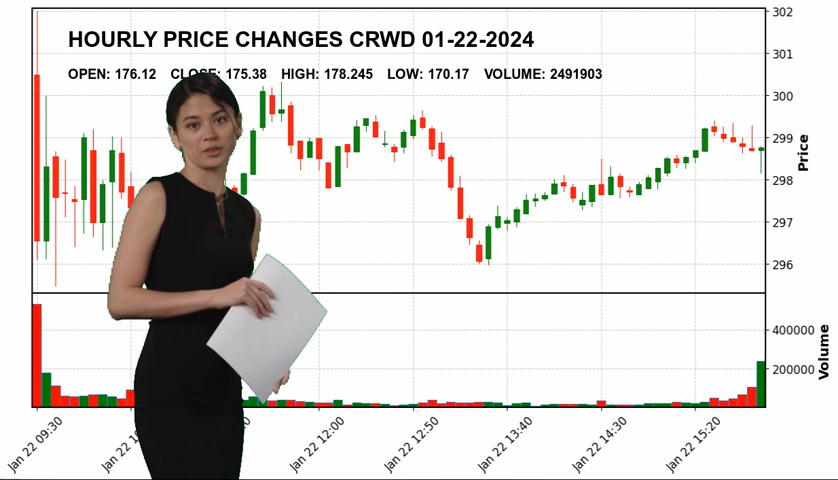 HOURLY PRICE CHANGES CRWD 01-22-2024
OPEN: 176.12 CLOSE: 175.38 HIGH: 178.245 LOW: 170.17 VOLUME: 2491903
302
301
300
299
298
297
296
Price
400000
200000
Volume
Jan 22 09:30
Jan 22 12:00
Jan 22 12:50
Jan 22 13:40
Jan 22 14:30
Jan 22 15:20